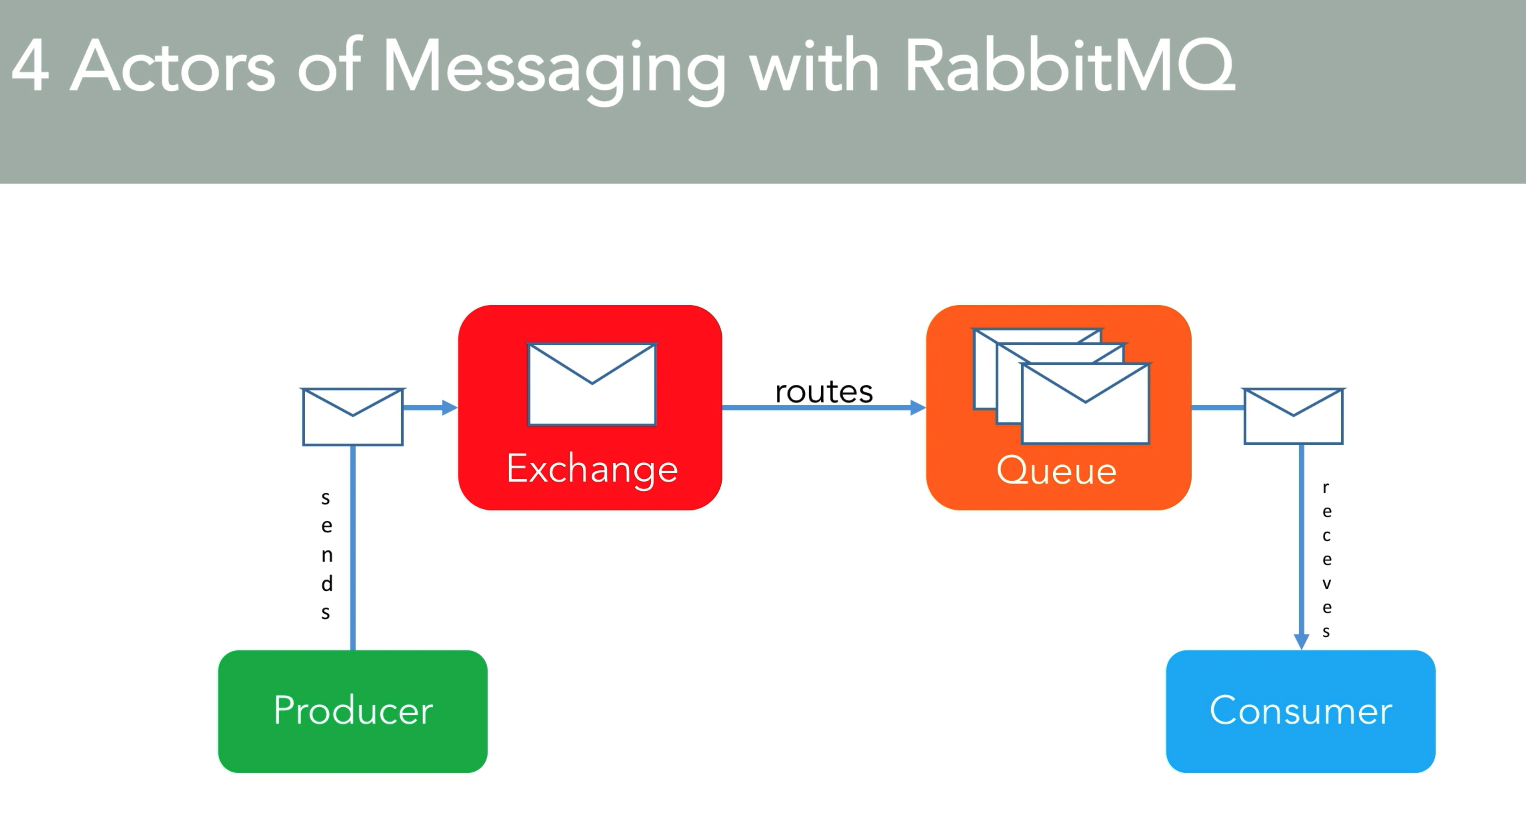 4 Actors of Messaging with RabbitMQ
routes
Exchange
Queue
sends
receves
Producer
Consumer